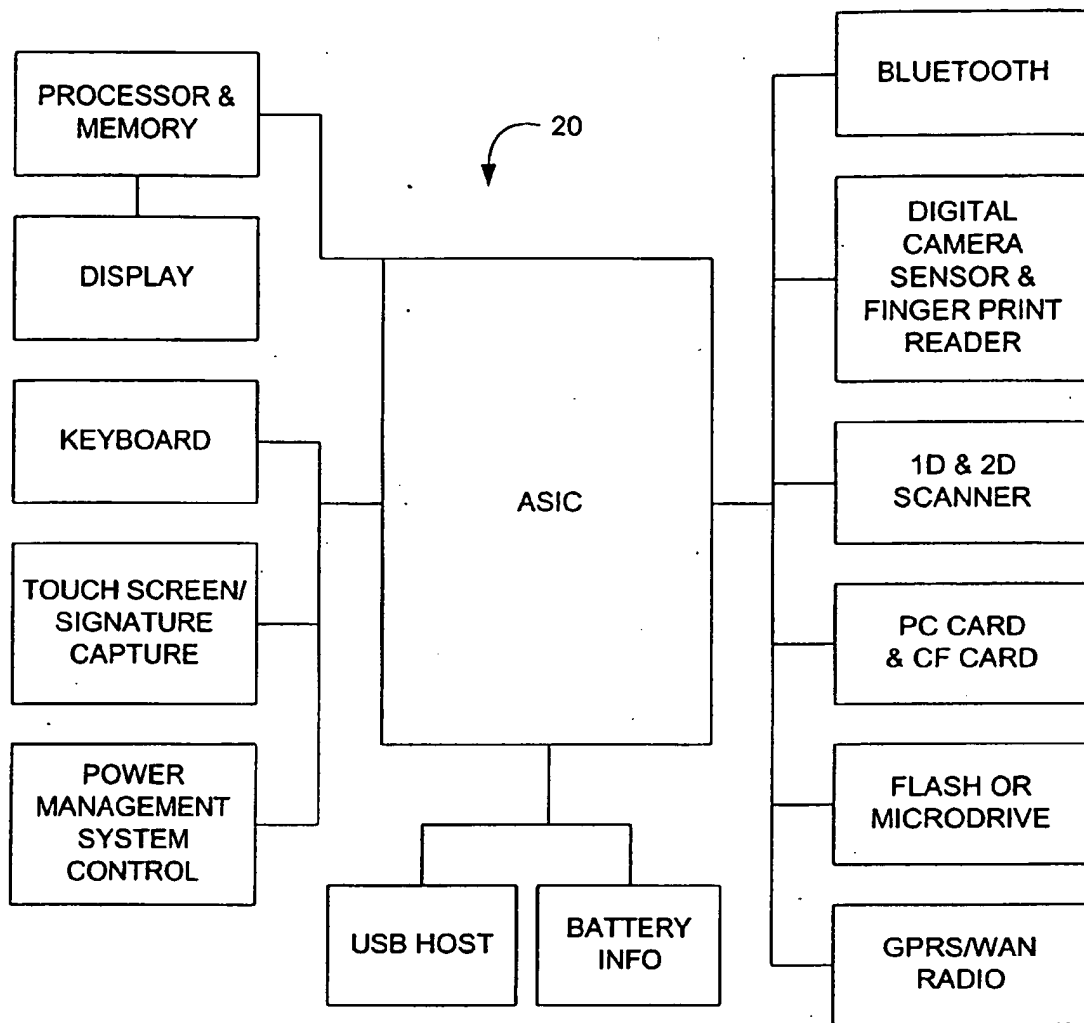 PROCESSOR &
MEMORY
DISPLAY
KEYBOARD
TOUCH SCREEN/
SIGNATURE
CAPTURE
POWER
MANAGEMENT
SYSTEM
CONTROL
20
ASIC
USB HOST
BATTERY
INFO
BLUETOOTH
DIGITAL
CAMERA
SENSOR &
FINGER PRINT
READER
1D & 2D
SCANNER
PC CARD
& CF CARD
FLASH OR
MICRODRIVE
GPRS/WAN
RADIO